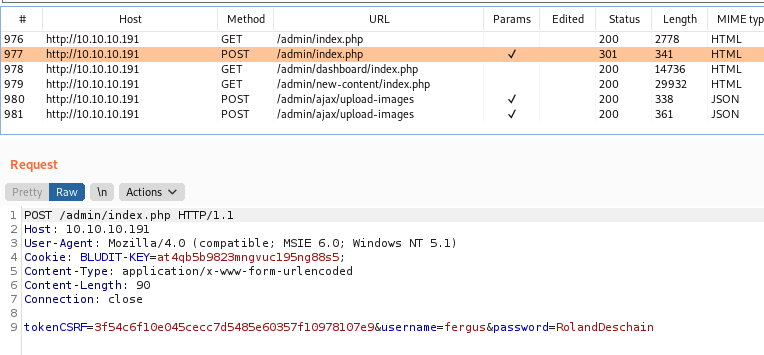 # Host Method URL Params Edited Status Length MIME typ
976 http://10.10.10.191 GET /admin/index.php 200 2778 HTML
977 http://10.10.10.191 POST /admin/index.php ✓ 301 341 HTML
978 http://10.10.10.191 GET /admin/dashboard/index.php 200 14736 HTML
979 http://10.10.10.191 GET /admin/new-content/index.php 200 29932 HTML
980 http://10.10.10.191 POST /admin/ajax/upload-images ✓ 200 338 JSON
981 http://10.10.10.191 POST /admin/ajax/upload-images ✓ 200 361 JSON
Request
Pretty Raw \n Actions
1 POST /admin/index.php HTTP/1.1
2 Host: 10.10.10.191
3 User-Agent: Mozilla/4.0 (compatible; MSIE 6.0; Windows NT 5.1)
4 Cookie: BLUDIT-KEY=at4qb5b9823mngvuc195ng88s5;
5 Content-Type: application/x-www-form-urlencoded
6 Content-Length: 90
7 Connection: close
8
9 tokenCSRF=3f54c6f10e045cecc7d5485e60357f10978107e9&username=fergus&password=RolandDeschain